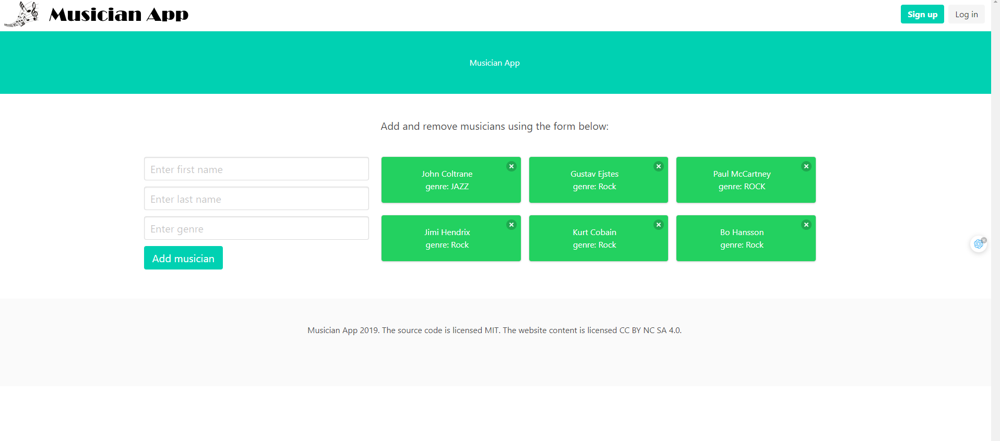 Musician App
Sign up
Log in
Musician App
Add and remove musicians using the form below:
Enter first name
Enter last name
Enter genre
Add musician
John Coltrane
genre: JAZZ
Gustav Ejstes
genre: Rock
Paul McCartney
genre: ROCK
Jimi Hendrix
genre: Rock
Kurt Cobain
genre: Rock
Bo Hansson
genre: Rock
Musician App 2019. The source code is licensed MIT. The website content is licensed CC BY NC SA 4.0.